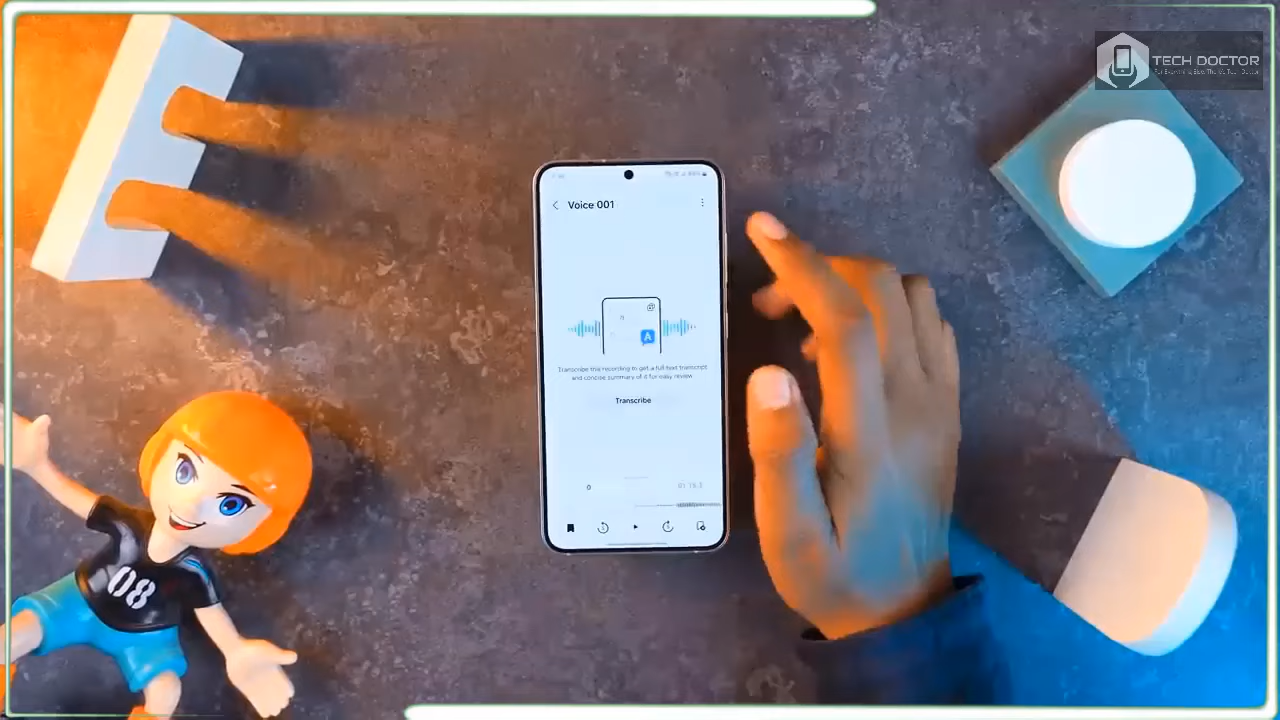 TECH DOCTOR
Voice 001
A
Transcribe this recording to get a full text transcript
and concise summary of it for easy review
Transcribe
0
08